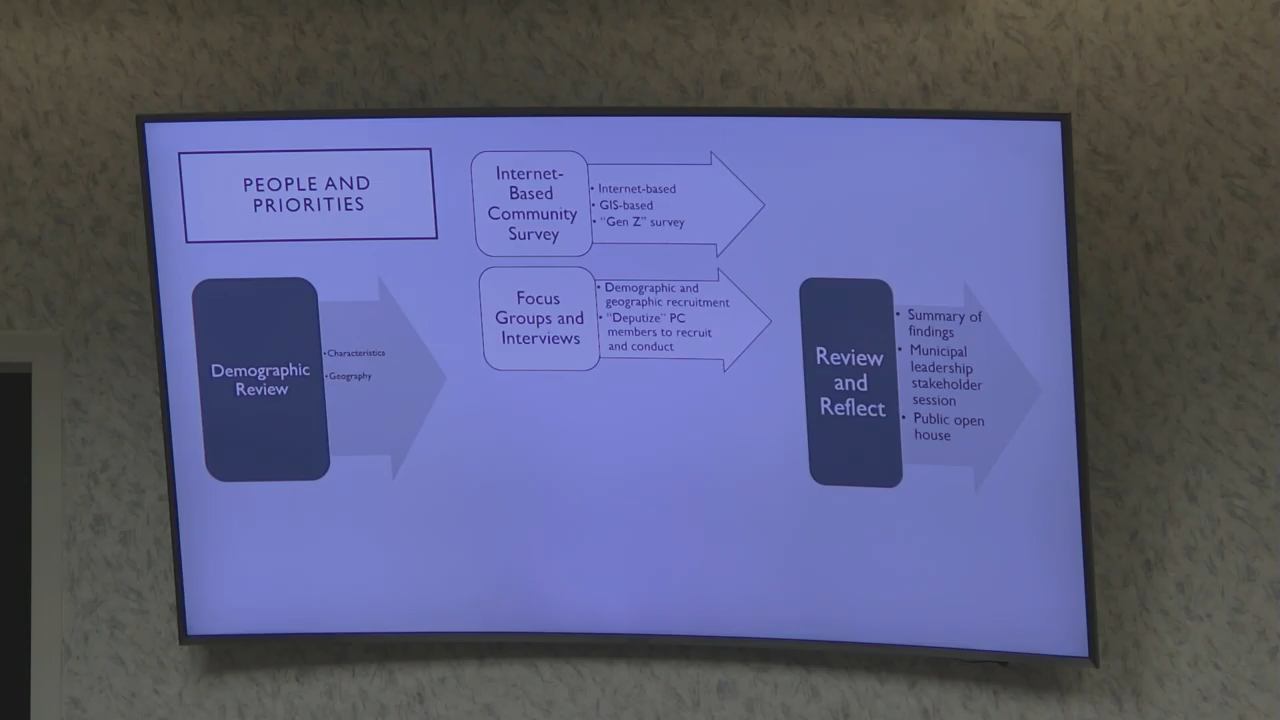 PEOPLE AND
PRIORITIES
Internet-
Based
Community
Survey
• Internet-based
• GIS-based
• "Gen Z" survey
Focus
Groups and
Interviews
• Demographic and
geographic recruitment
• "Deputize" PC
members to recruit
and conduct
Demographic
Review
• Characteristics
• Geography
Review
and
Reflect
• Summary of
findings
• Municipal
leadership
stakeholder
session
• Public open
house